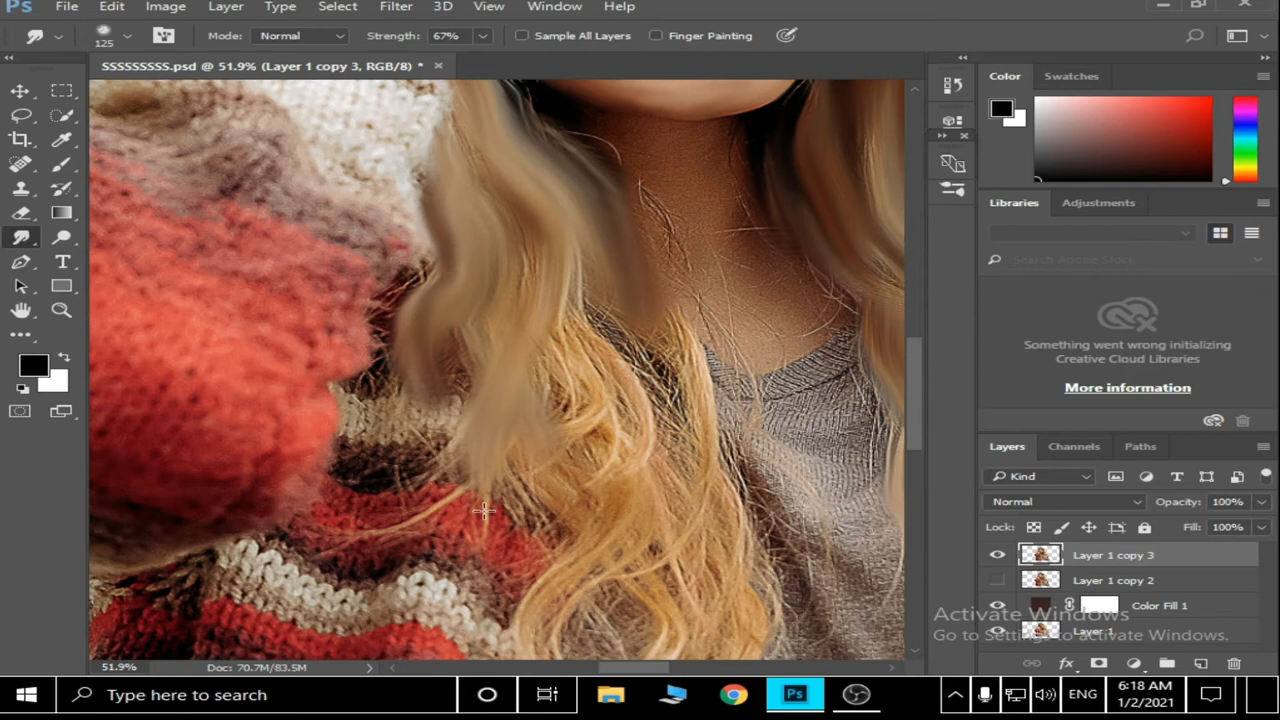 Ps File Edit Image Layer Type Select Filter 3D View Window Help
125 Mode: Normal Strength: 67% Sample All Layers Finger Painting
SSSSSSSSS.psd @ 51.9% (Layer 1 copy 3, RGB/8) *
Color Swatches
Libraries Adjustments
Search Adobe Stock
Something went wrong initializing
Creative Cloud Libraries
More information
Layers Channels Paths
Kind
Normal Opacity: 100%
Lock: Fill: 100%
Layer 1 copy 3
Layer 1 copy 2
Color Fill 1
Layer 1
Activate Windows
Go to Settings to activate Windows.
51.9% Doc: 70.7M/83.5M
Type here to search
Ps
ENG
6:18 AM
1/2/2021